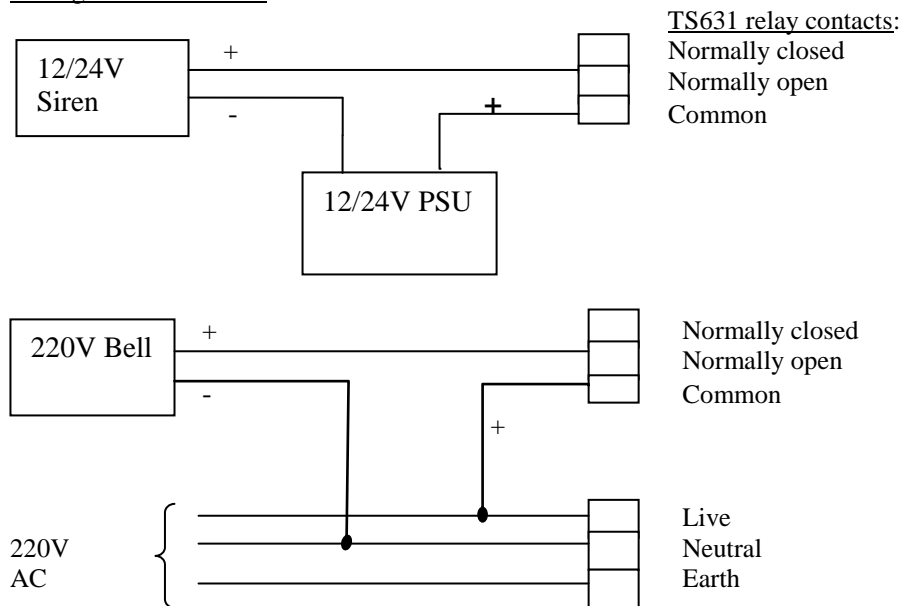 TS631 relay contacts:
+
Normally closed
12/24V
Siren
Normally open
-
+
Common
12/24V PSU
220V Bell
+
Normally closed
Normally open
-
Common
+
Live
220V
Neutral
AC
Earth